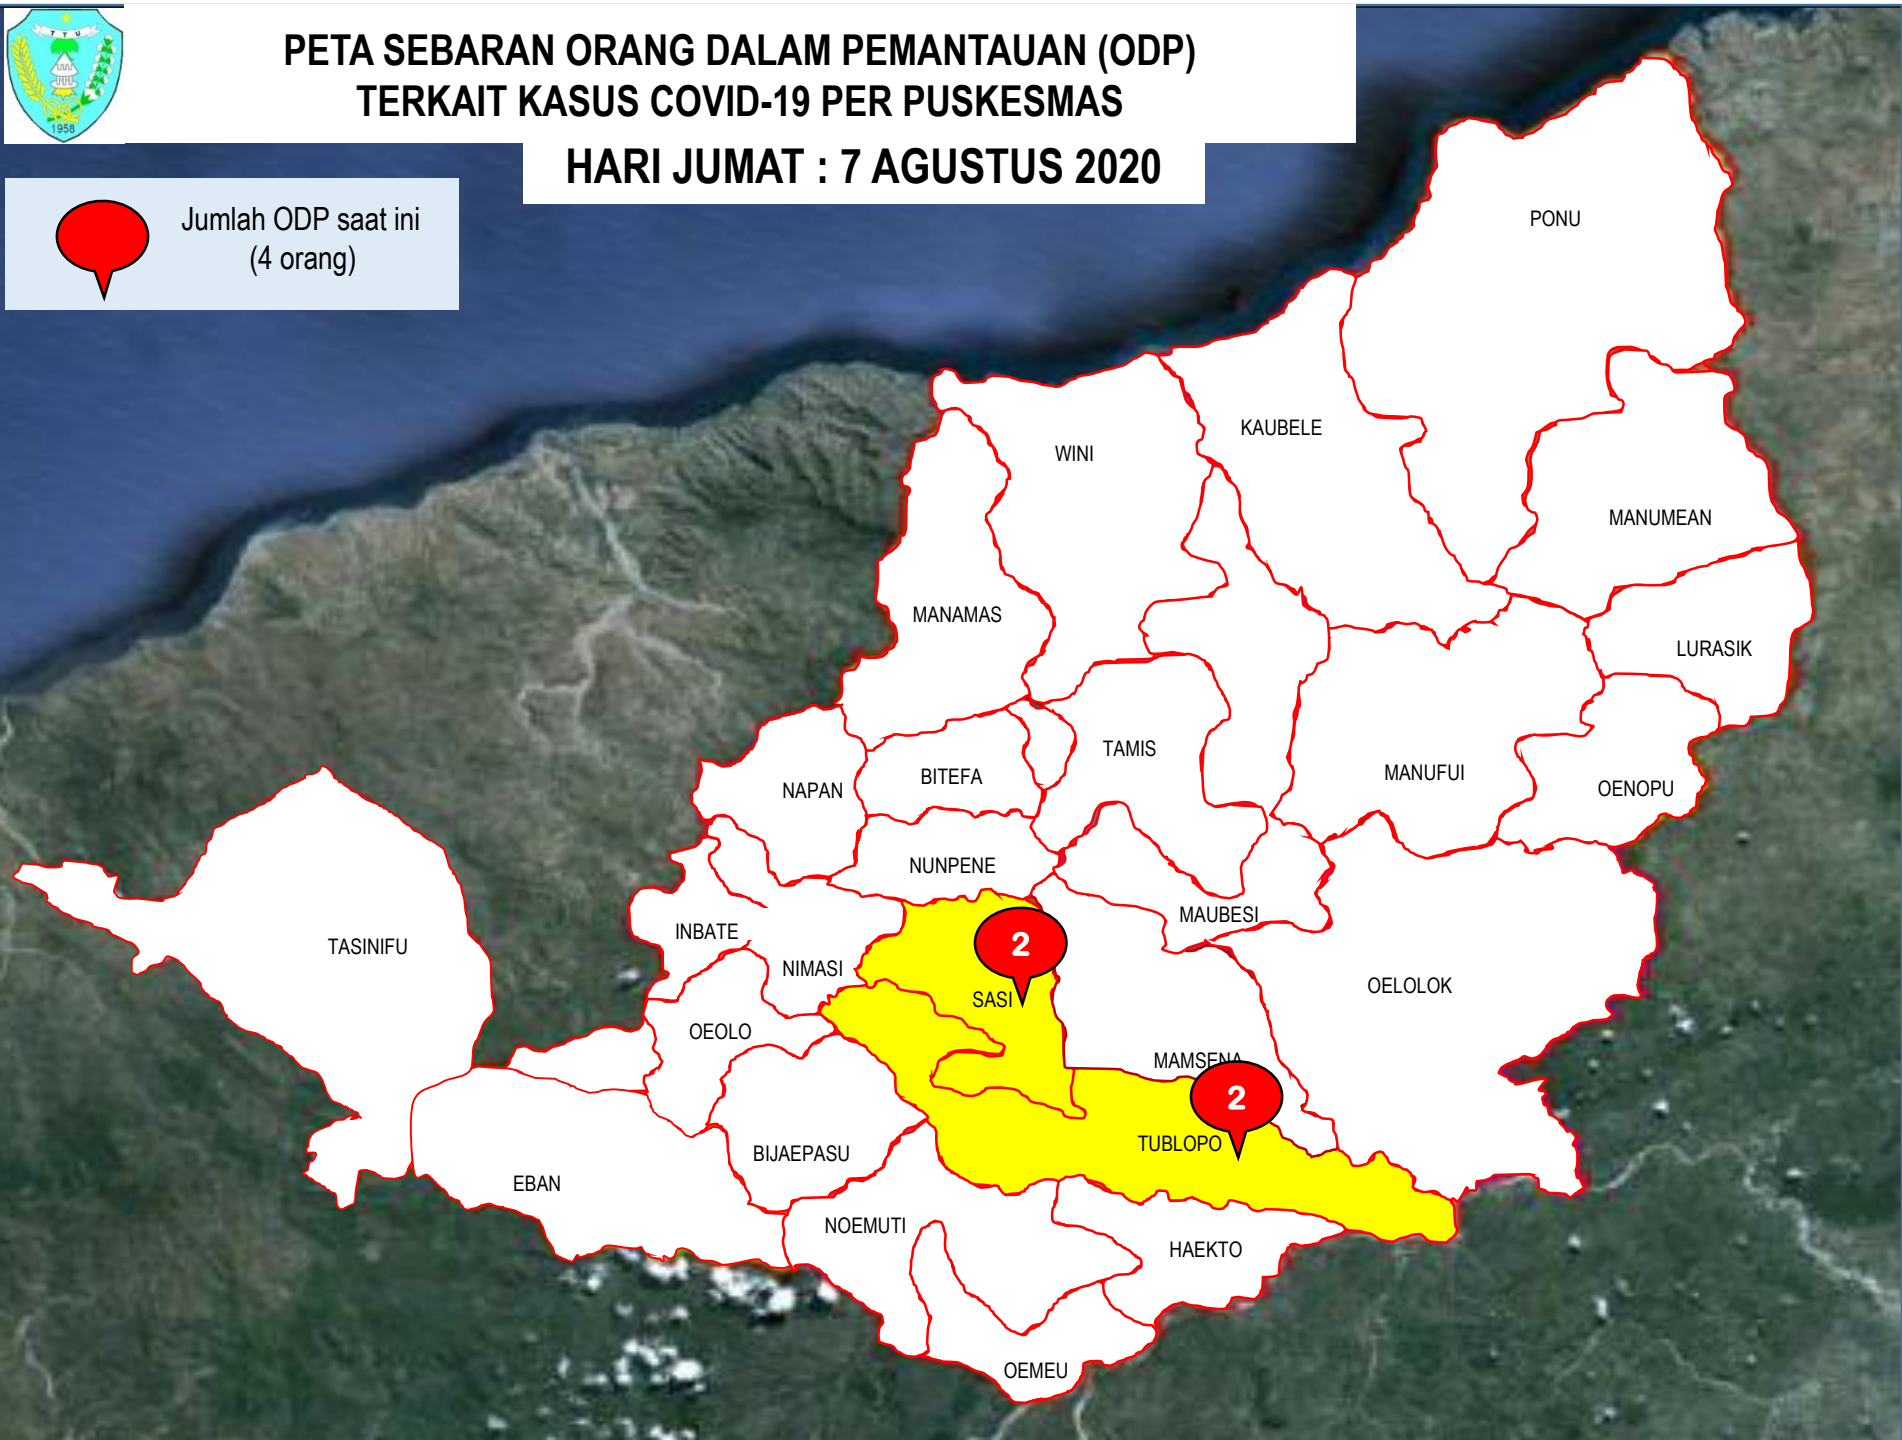 T T U
1958
PETA SEBARAN ORANG DALAM PEMANTAUAN (ODP)
TERKAIT KASUS COVID-19 PER PUSKESMAS
HARI JUMAT : 7 AGUSTUS 2020
Jumlah ODP saat ini
(4 orang)
PONU
KAUBELE
WINI
MANUMEAN
MANAMAS
LURASIK
TAMIS
BITEFA
MANUFUI
NAPAN
OENOPU
NUNPENE
MAUBESI
INBATE
TASINIFU
2
NIMASI
OELOLOK
SASI
OEOLO
MAMSENA
2
TUBLOPO
BIJAEPASU
EBAN
NOEMUTI
HAEKTO
OEMEU